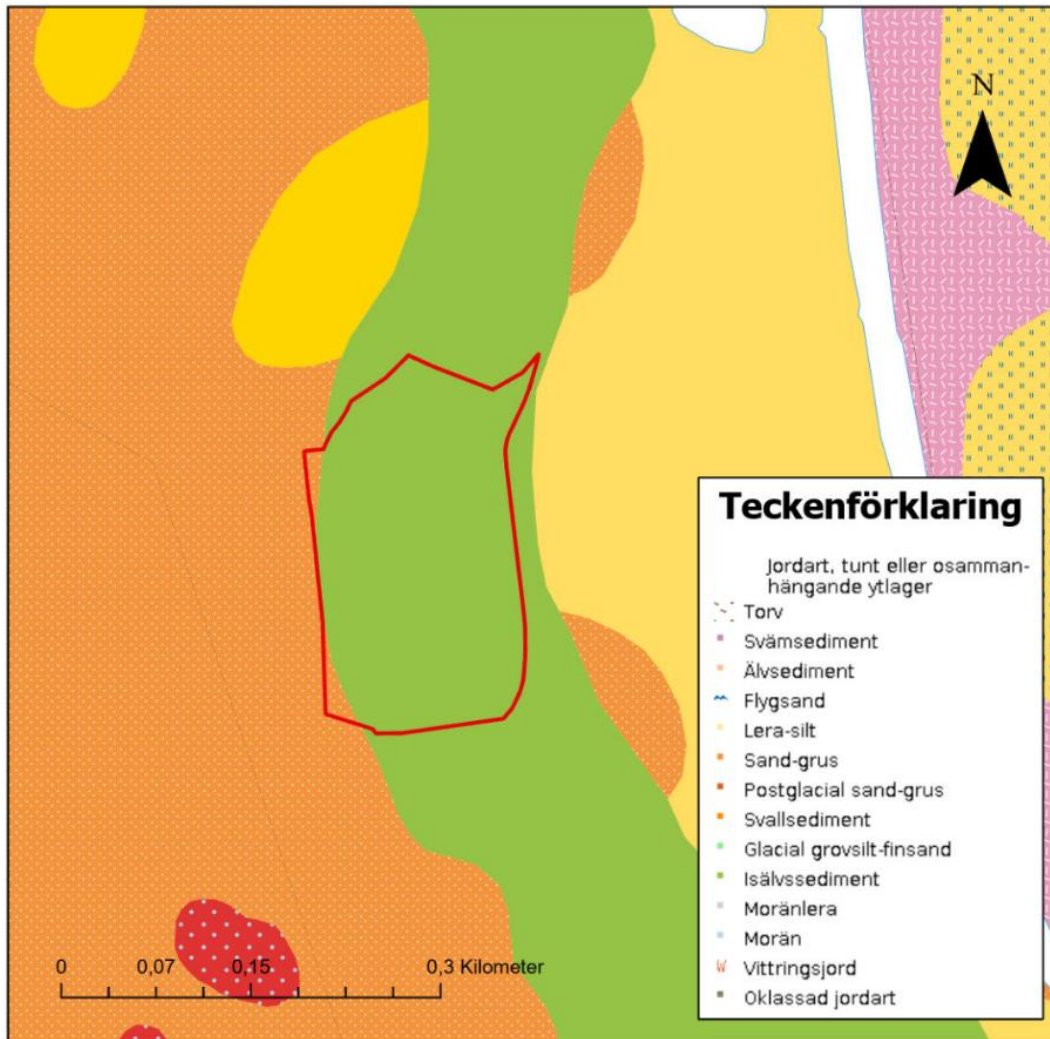 N
Teckenförklaring
Jordart, tunt eller osamman-
hängande ytlager
Torv
Svämsediment
Älvsediment
Flygsand
Lera-silt
Sand-grus
Postglacial sand-grus
Svallsediment
Glacial grovsilt-finsand
Isälvssediment
Moränlera
Morän
Vittringsjord
Oklassad jordart
0 0,07 0,15 0,3 Kilometer